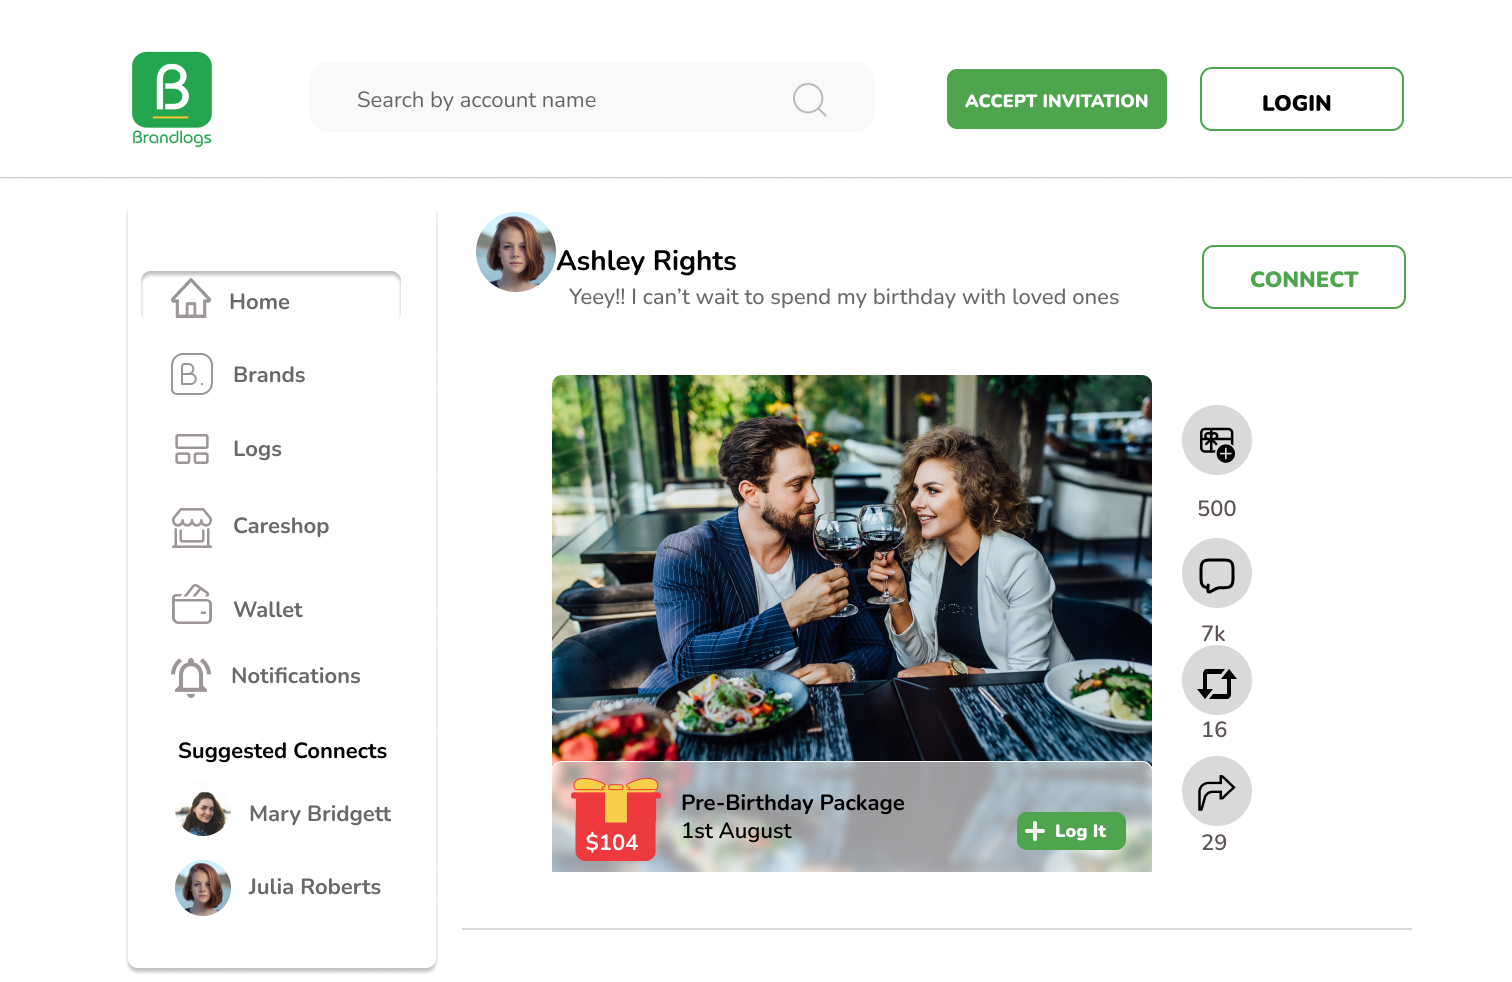 B
Brandlogs
Search by account name
ACCEPT INVITATION
LOGIN
Home
B.
Brands
Logs
Careshop
Wallet
Notifications
Suggested Connects
Mary Bridgett
Julia Roberts
Ashley Rights
Yeey!! I can't wait to spend my birthday with loved ones
CONNECT
500
7k
16
29
$104
Pre-Birthday Package
1st August
Log It